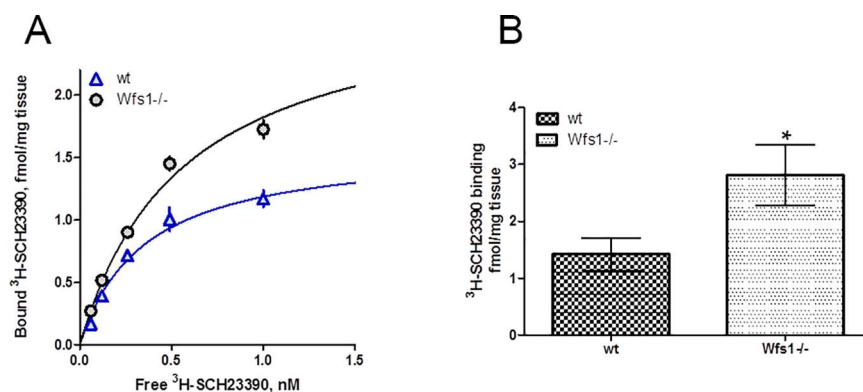 A
wt
Wfs1-/-
Bound ³H-SCH23390, fmol/mg tissue
2.0
1.5
1.0
0.5
0.0
0.0 0.5 1.0 1.5
Free ³H-SCH23390, nM
B
wt
Wfs1-/-
*
³H-SCH23390 binding
fmol/mg tissue
4
3
2
1
0
wt Wfs1-/-